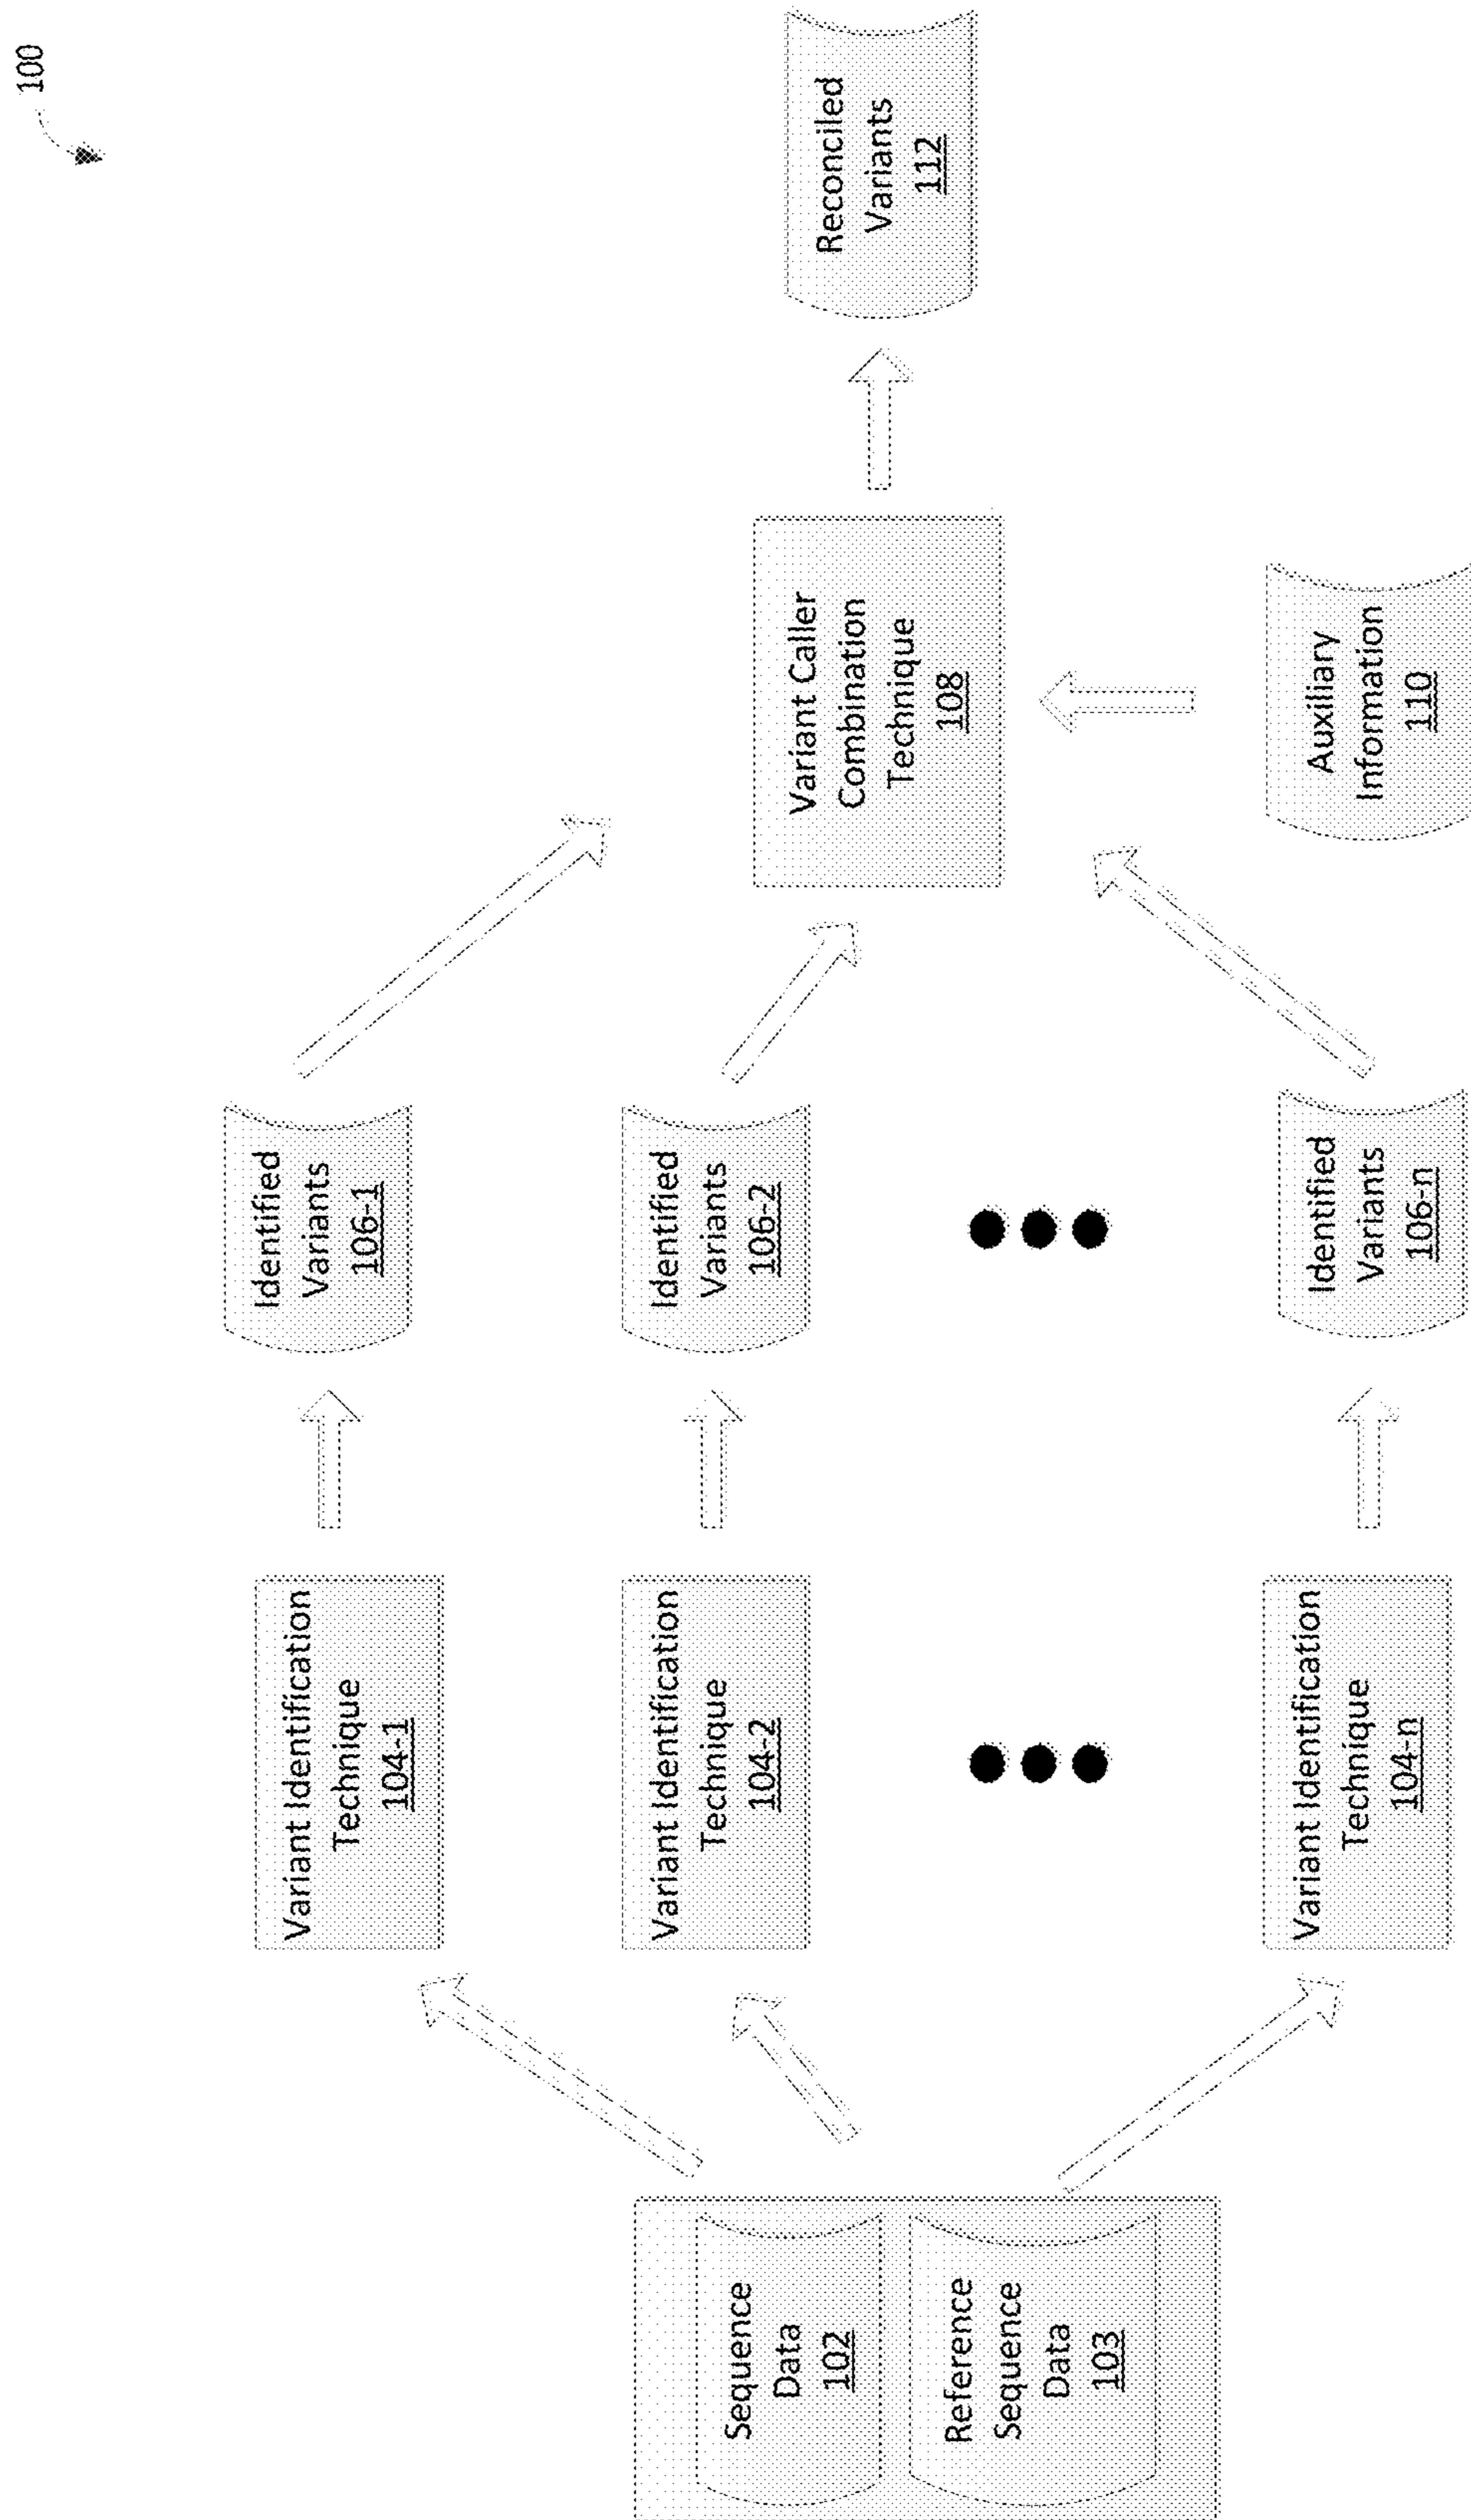 100
Sequence
Data
102
Reference
Sequence
Data
103
Variant Identification
Technique
104-1
Variant Identification
Technique
104-2
Variant Identification
Technique
104-n
Identified
Variants
106-1
Identified
Variants
106-2
Identified
Variants
106-n
Variant Caller
Combination
Technique
108
Auxiliary
Information
110
Reconciled
Variants
112